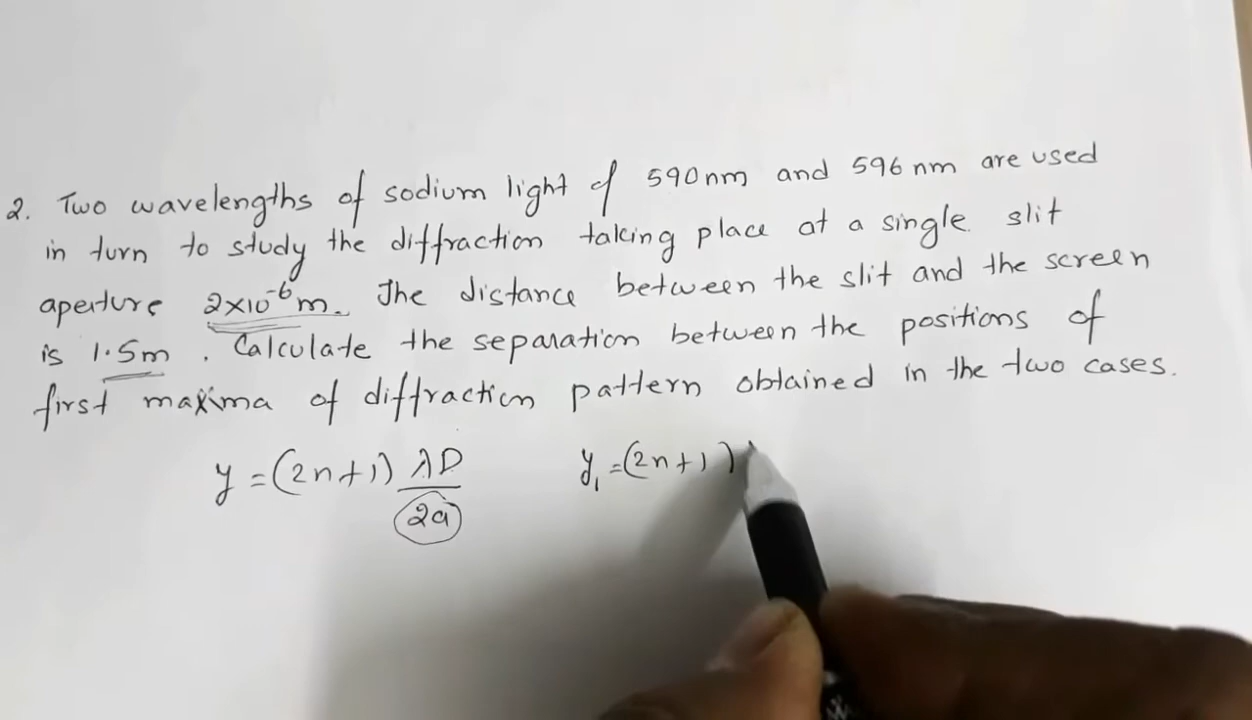 2. Two wavelengths of sodium light of 590nm and 596nm are used
in turn to study the diffraction taking place at a single slit
aperture 2×10⁻⁶m. The distance between the slit and the screen
is 1.5m. Calculate the separation between the positions of
first maxima of diffraction pattern obtained in the two cases.
y = (2n+1) λD/2a y₁ = (2n+1)